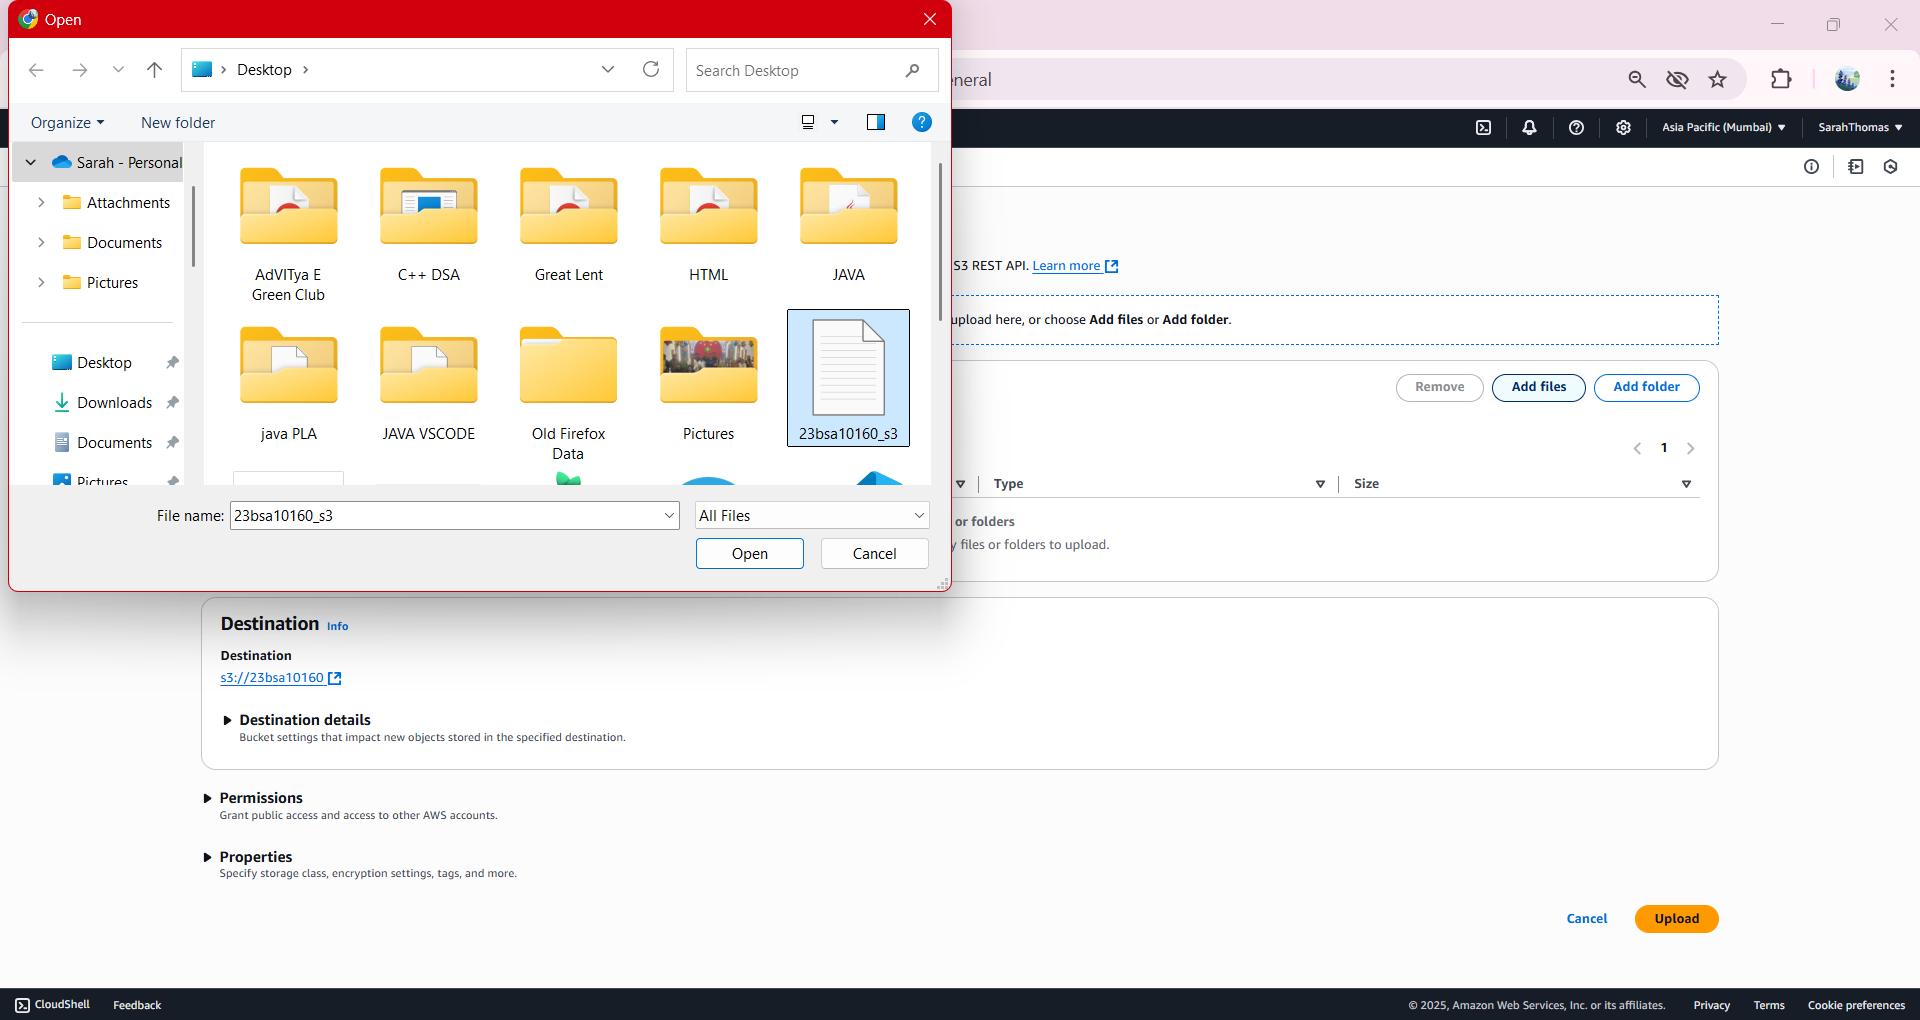 Open
Desktop
Search Desktop
eneral
Organize
New folder
Asia Pacific (Mumbai)
SarahThomas
Sarah - Personal
Attachments
Documents
Pictures
Desktop
Downloads
Documents
Pictures
AdVITya E
Green Club
C++ DSA
Great Lent
HTML
JAVA
java PLA
JAVA VSCODE
Old Firefox
Data
Pictures
23bsa10160_s3
File name:
23bsa10160_s3
All Files
Open
Cancel
S3 REST API. Learn more
upload here, or choose Add files or Add folder.
Remove
Add files
Add folder
1
Type
Size
or folders
files or folders to upload.
Destination Info
Destination
s3://23bsa10160
Destination details
Bucket settings that impact new objects stored in the specified destination.
Permissions
Grant public access and access to other AWS accounts.
Properties
Specify storage class, encryption settings, tags, and more.
Cancel
Upload
CloudShell
Feedback
© 2025, Amazon Web Services, Inc. or its affiliates.
Privacy
Terms
Cookie preferences